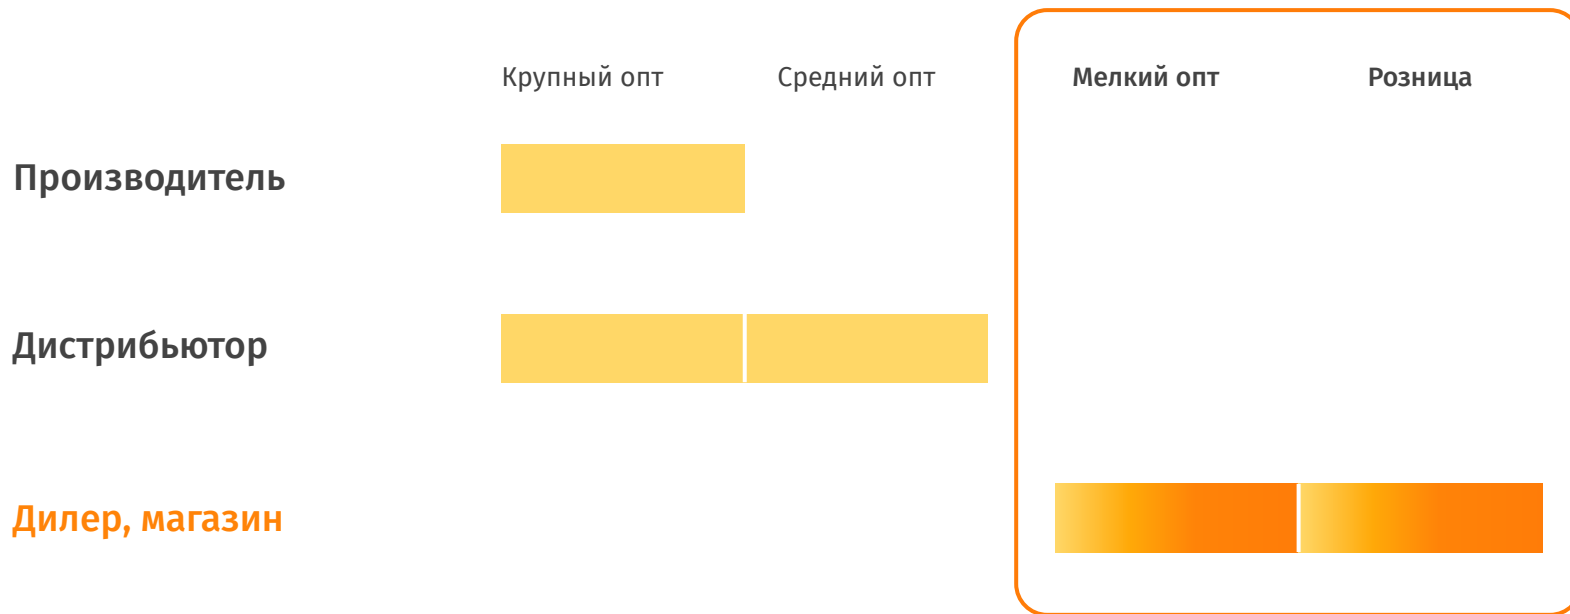 Крупный опт
Средний опт
Мелкий опт
Розница
Производитель
Дистрибьютор
Дилер, магазин